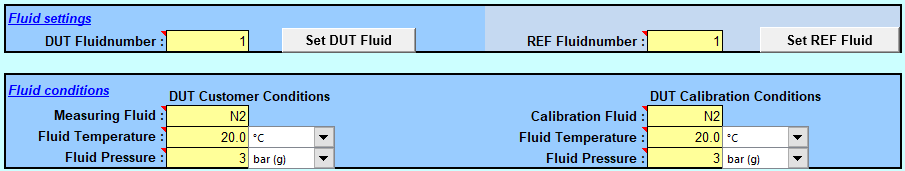 Fluid settings
DUT Fluidnumber : 1 Set DUT Fluid REF Fluidnumber : 1 Set REF Fluid
Fluid conditions
DUT Customer Conditions DUT Calibration Conditions
Measuring Fluid : N2 Calibration Fluid : N2
Fluid Temperature : 20.0 °C Fluid Temperature : 20.0 °C
Fluid Pressure : 3 bar (g) Fluid Pressure : 3 bar (g)